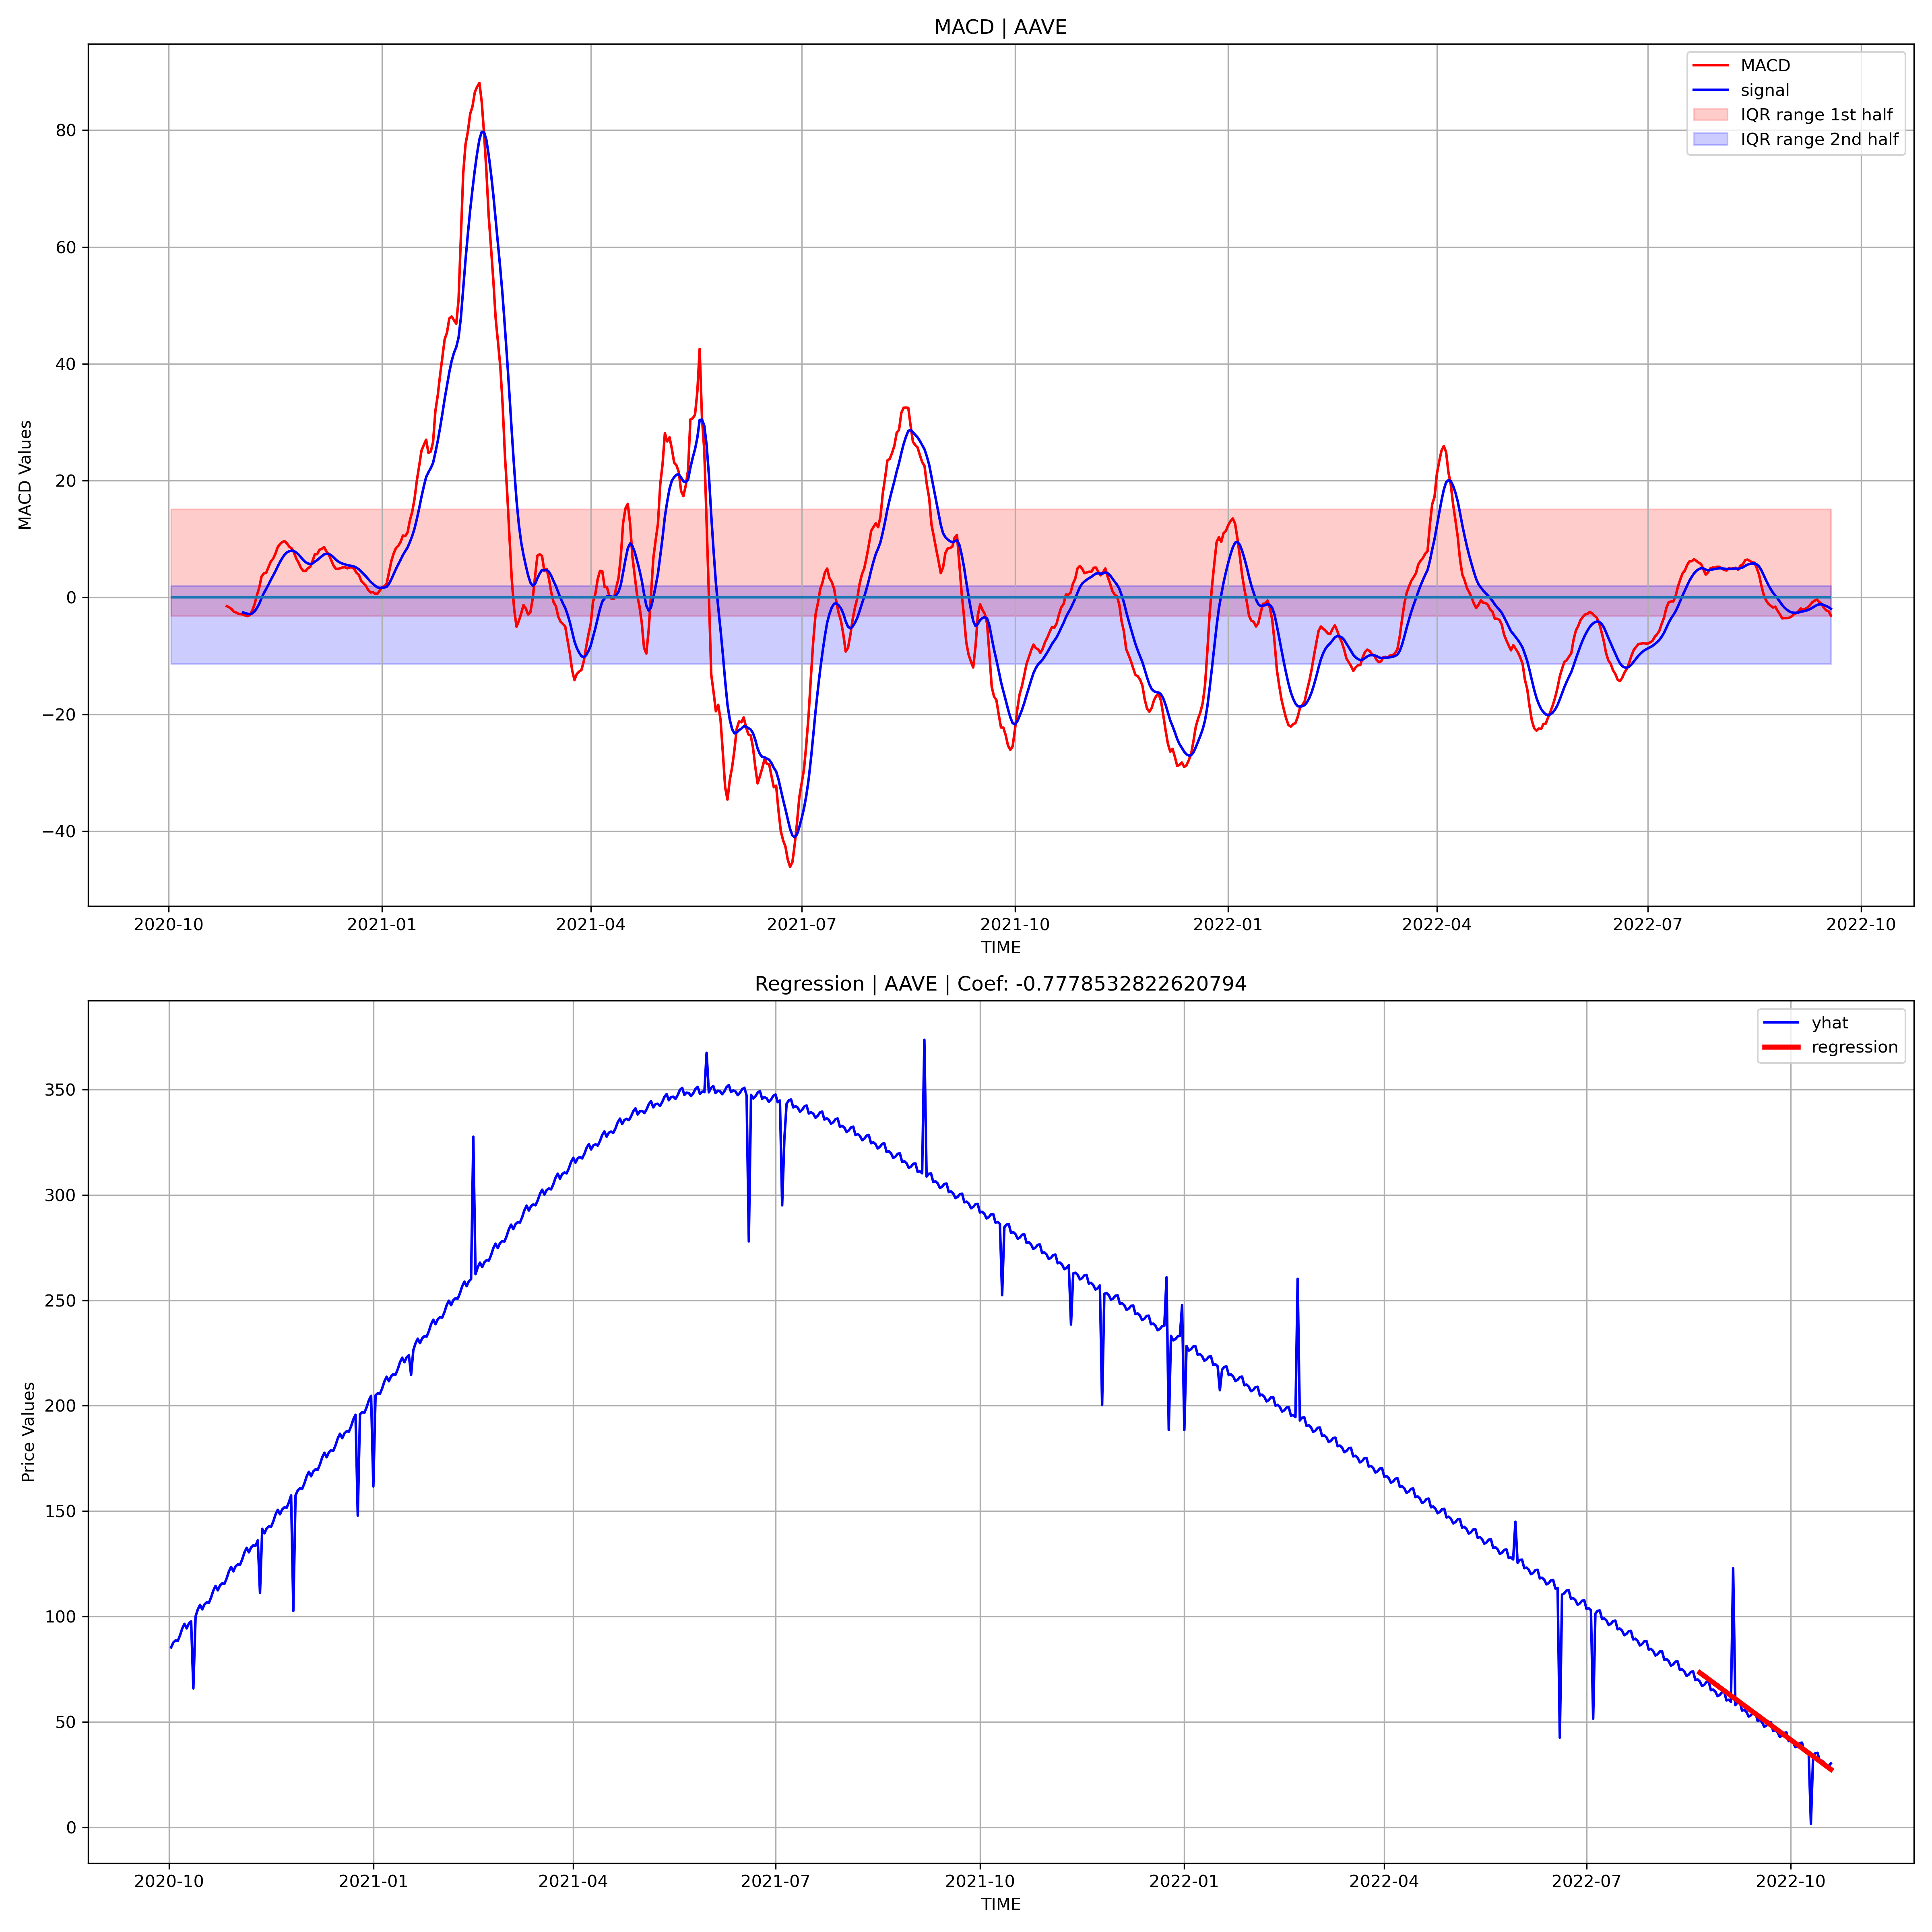 MACD | AAVE
MACD
signal
IQR range 1st half
IQR range 2nd half
MACD Values
80
60
40
20
0
−20
−40
2020-10 2021-01 2021-04 2021-07 2021-10 2022-01 2022-04 2022-07 2022-10
TIME
Regression | AAVE | Coef: -0.7778532822620794
yhat
regression
Price Values
350
300
250
200
150
100
50
0
2020-10 2021-01 2021-04 2021-07 2021-10 2022-01 2022-04 2022-07 2022-10
TIME